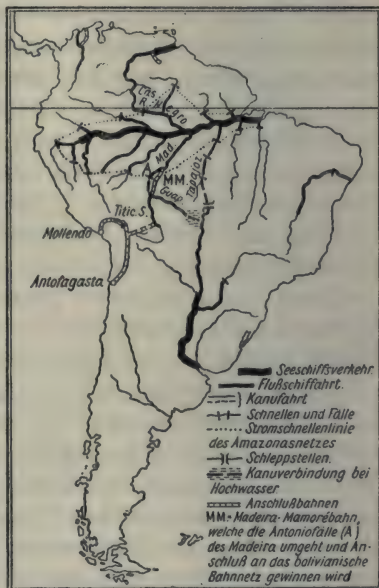 Cas.
R. Negro
Mad.
MM.
Guap.
Tapajoz
Titic. S.
Mollendo
Antofagasta
Seeschiffsverkehr.
Flußschiffahrt.
Kanufahrt
Schnellen und Fälle
Stromschnellenlinie
des Amazonasnetzes
Schleppstellen.
Kanuverbindung bei
Hochwasser
Anschlußbahnen
MM.-Madeira-Mamorébahn,
welche die Antoniofälle (A)
des Madeira umgeht und An-
schluß an das bolivianische
Bahnnetz gewinnen wird